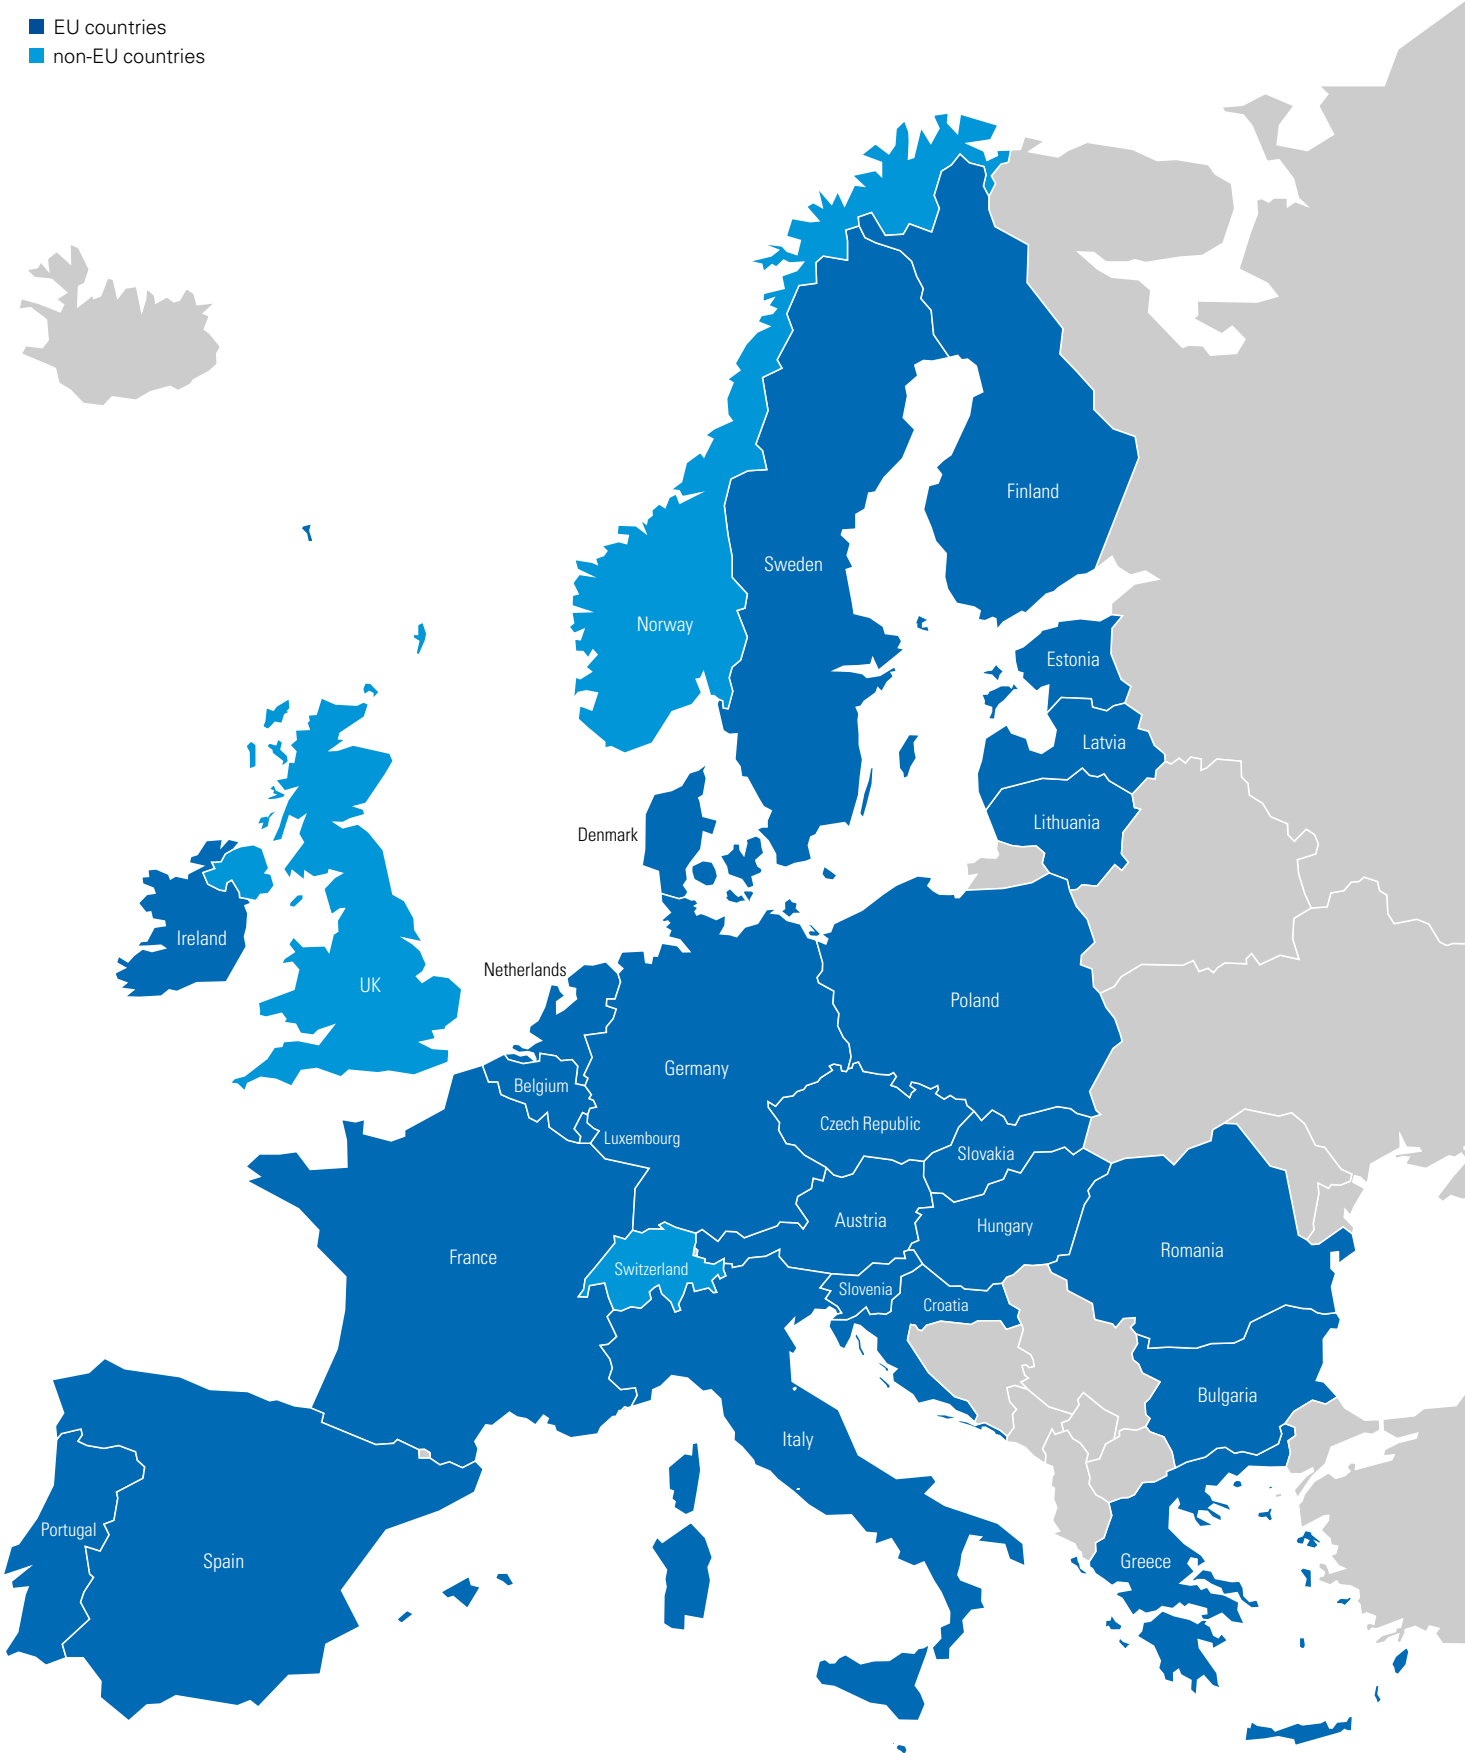 EU countries
non-EU countries
Finland
Sweden
Norway
Estonia
Latvia
Lithuania
Denmark
Ireland
Netherlands
UK
Poland
Germany
Belgium
Czech Republic
Luxembourg
Slovakia
Austria
Hungary
Romania
France
Switzerland
Slovenia
Croatia
Bulgaria
Italy
Portugal
Spain
Greece